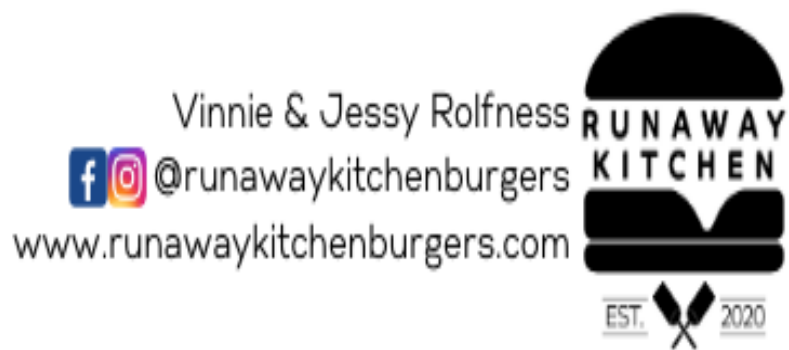 Vinnie & Jessy Rolfness
@runawaykitchenburgers
www.runawaykitchenburgers.com
RUNAWAY
KITCHEN
EST. 2020